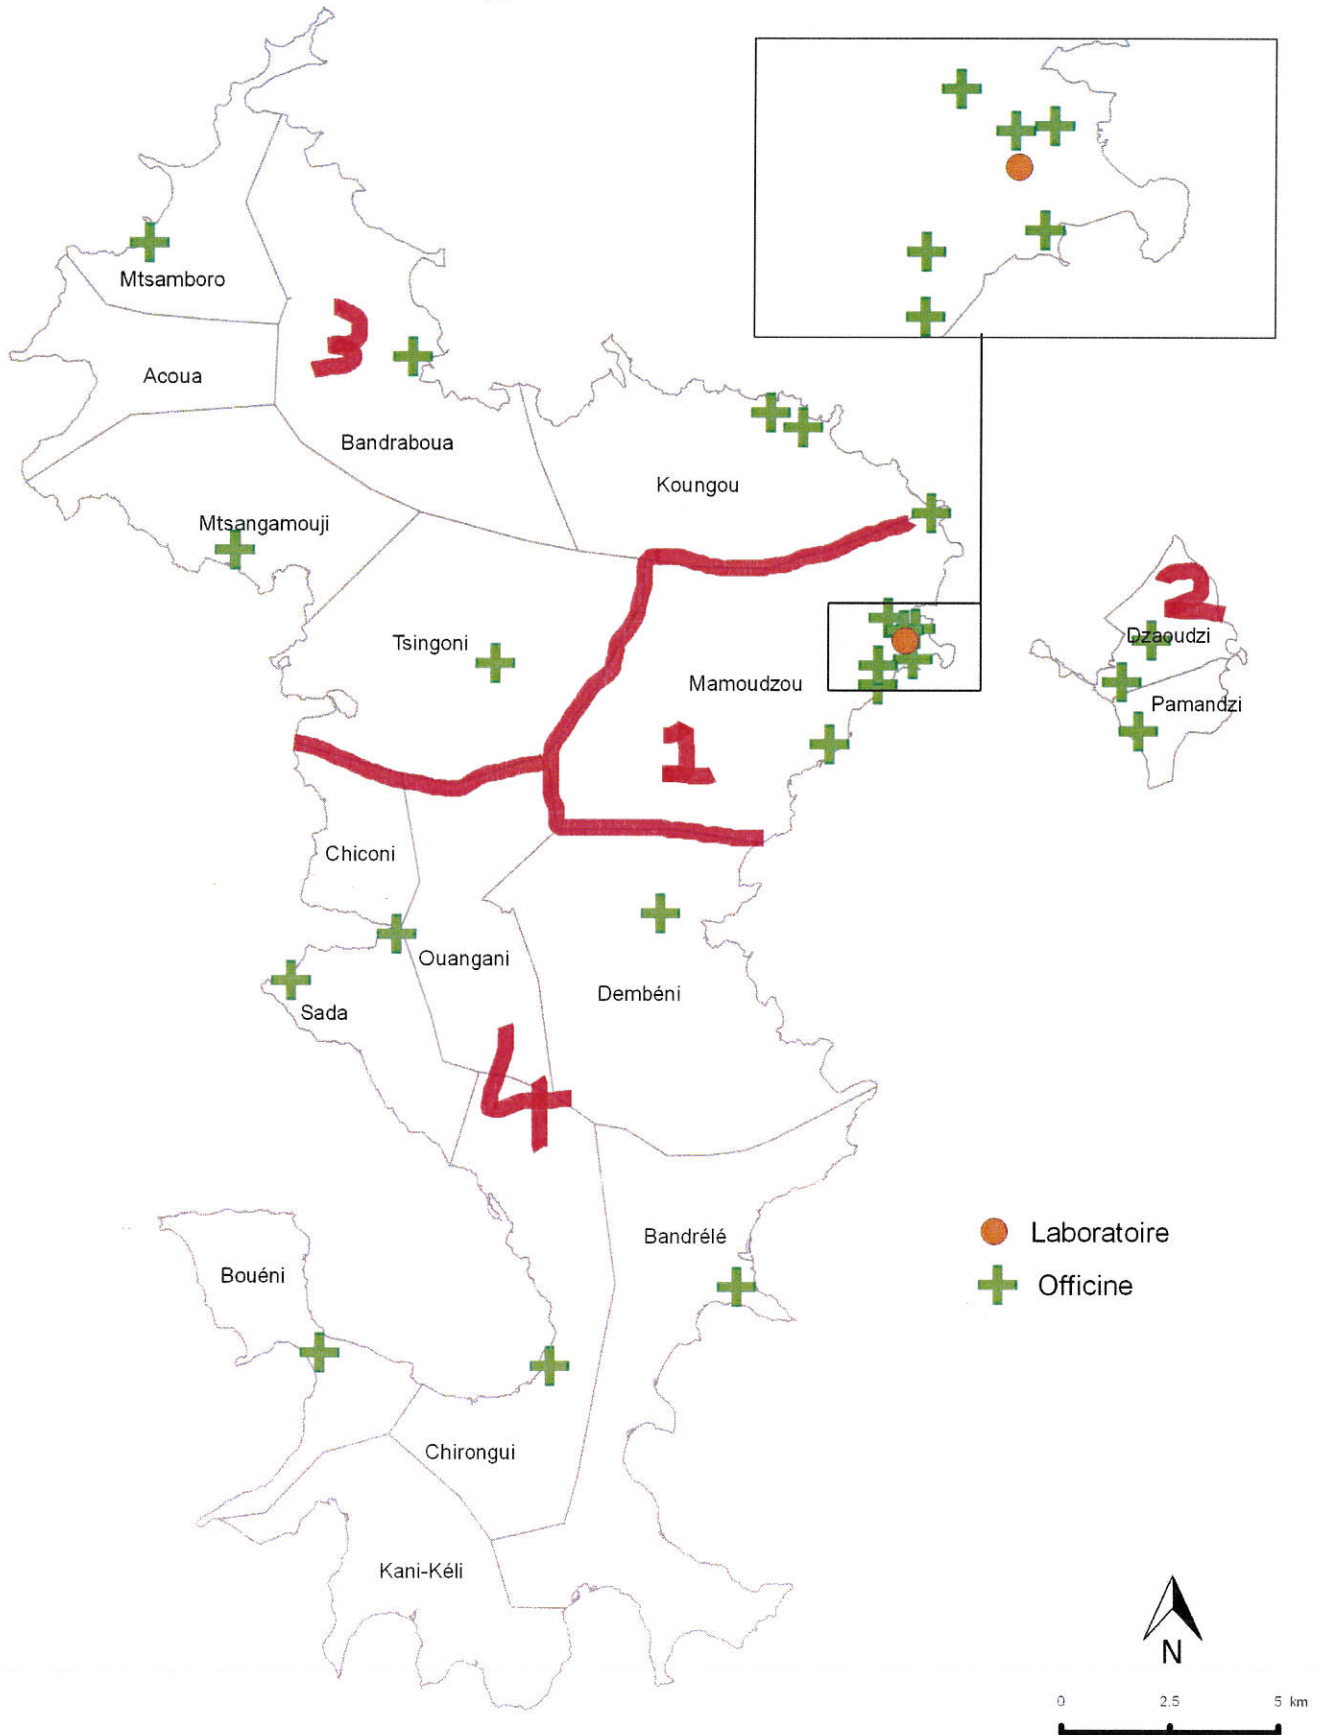 Mtsamboro
3
Acoua
Bandraboua
Koungou
Mtsangamouji
2
Dzaoudzi
Tsingoni
Mamoudzou
Pamandzi
1
Chiconi
Ouangani
Dembéni
Sada
4
Bandrélé
Laboratoire
Bouéni
Officine
Chirongui
Kani-Kéli
N
0 2.5 5 km